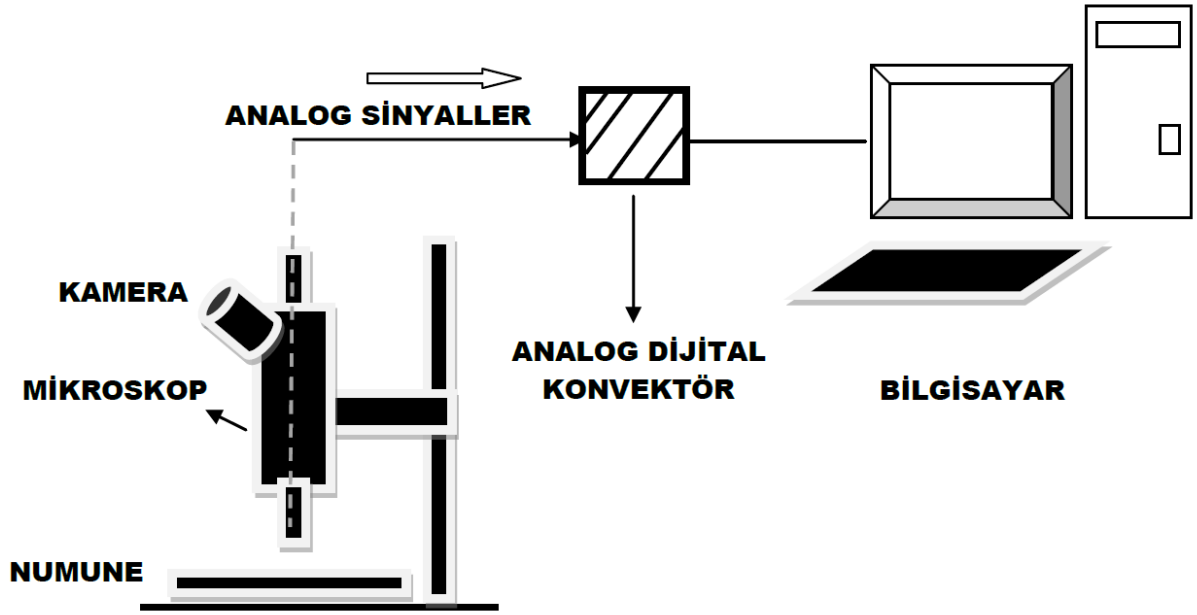 ANALOG SİNYALLER
KAMERA
MİKROSKOP
NUMUNE
ANALOG DİJİTAL
KONVEKTÖR
BİLGİSAYAR